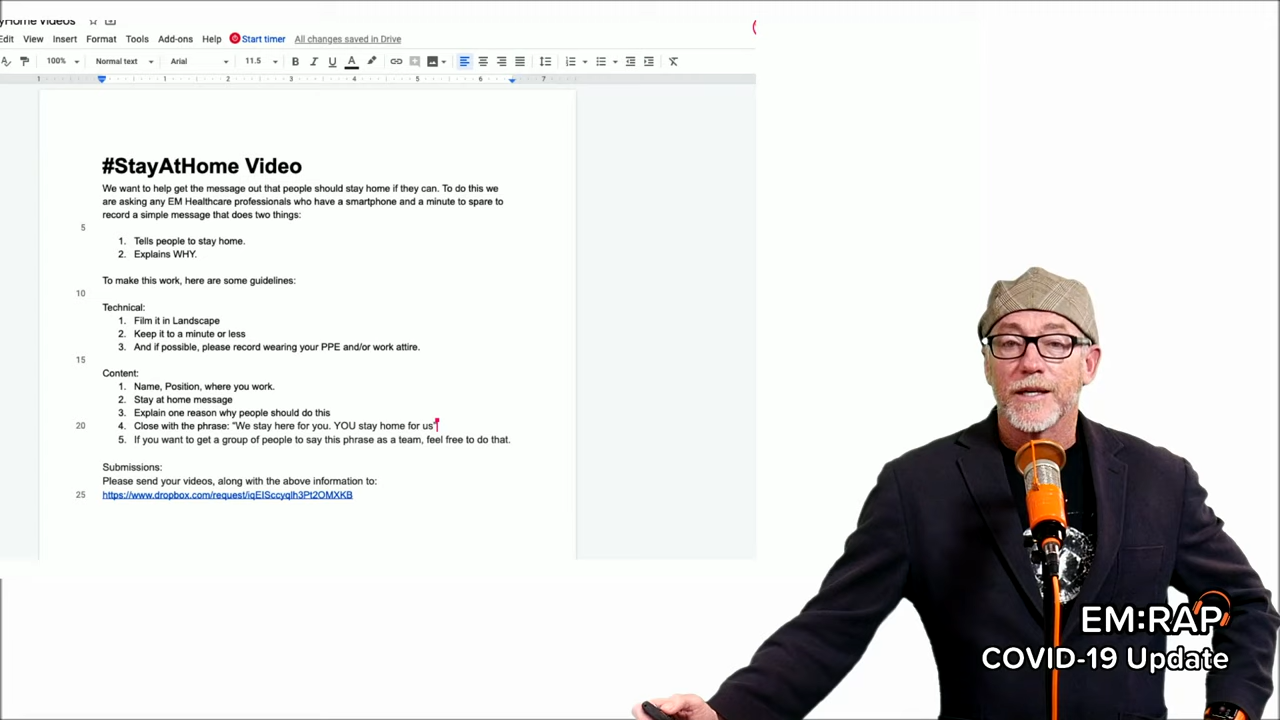 Home Videos
Edit View Insert Format Tools Add-ons Help Start timer All changes saved in Drive
100% Normal text Arial 11.5 B I U A
1 1 2 3 4 5 6 7
#StayAtHome Video
We want to help get the message out that people should stay home if they can. To do this we
are asking any EM Healthcare professionals who have a smartphone and a minute to spare to
record a simple message that does two things:
5
1. Tells people to stay home.
2. Explains WHY.
To make this work, here are some guidelines:
10
Technical:
1. Film it in Landscape
2. Keep it to a minute or less
3. And if possible, please record wearing your PPE and/or work attire.
15
Content:
1. Name, Position, where you work.
2. Stay at home message
3. Explain one reason why people should do this
20 4. Close with the phrase: “We stay here for you. YOU stay home for us”
5. If you want to get a group of people to say this phrase as a team, feel free to do that.
Submissions:
Please send your videos, along with the above information to:
25
EM:RAP
COVID-19 Update